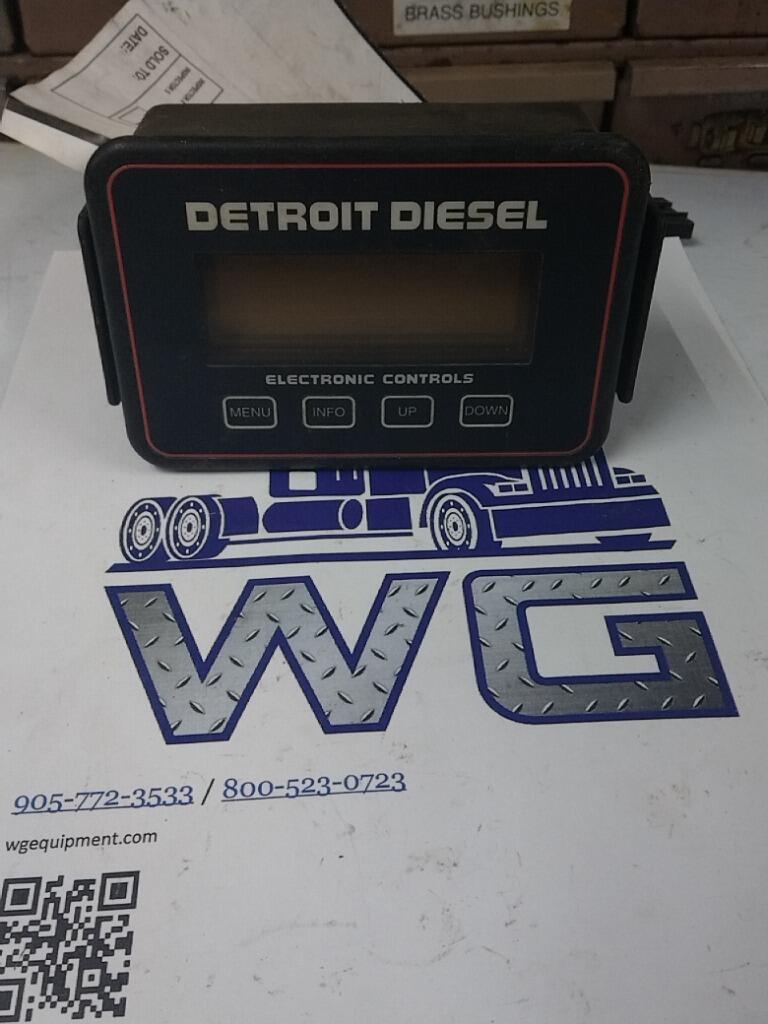 BRASS BUSHINGS
DATE:
SOLD TO:
DETROIT DIESEL
ELECTRONIC CONTROLS
MENU INFO UP DOWN
WG
905-772-3533 / 800-523-0723
wgequipment.com